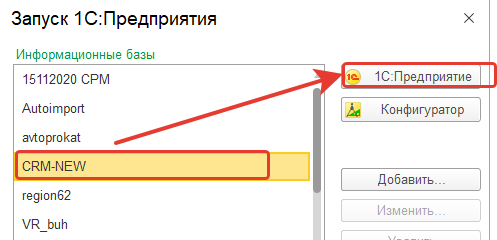 Запуск 1С:Предприятия
Информационные базы
15112020 CPM
1С:Предприятие
Autoimport
Конфигуратор
avtoprokat
CRM-NEW
Добавить...
region62
Изменить...
VR_buh